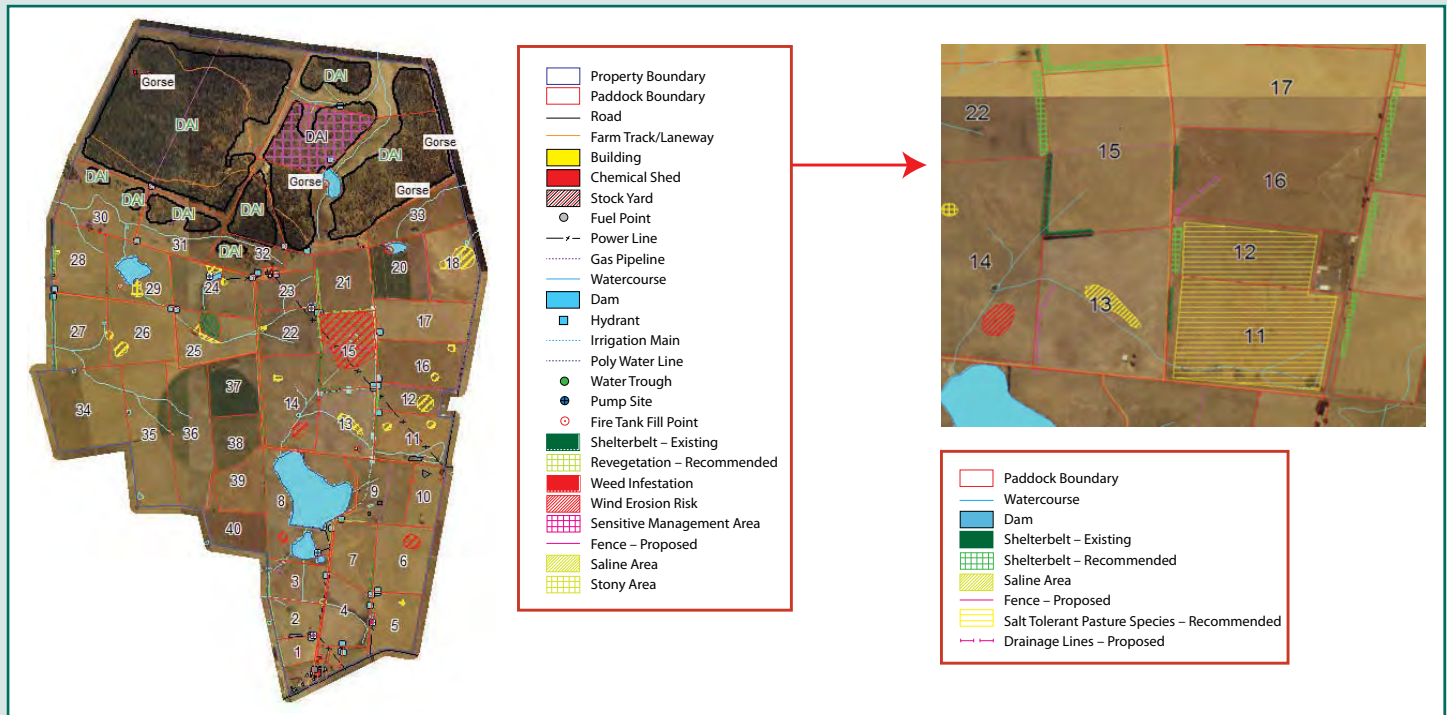 Gorse
DAI
DAI
DAI
DAI
Gorse
DAI
Gorse
Gorse
DAI
DAI
DAI
DAI
DAI
30
33
31
32
28
29
24
23
21
20
18
27
26
25
22
15
17
16
37
14
13
12
34
35
36
38
11
39
8
9
10
40
7
6
3
2
4
5
1
Property Boundary
Paddock Boundary
Road
Farm Track/Laneway
Building
Chemical Shed
Stock Yard
Fuel Point
Power Line
Gas Pipeline
Watercourse
Dam
Hydrant
Irrigation Main
Poly Water Line
Water Trough
Pump Site
Fire Tank Fill Point
Shelterbelt – Existing
Revegetation – Recommended
Weed Infestation
Wind Erosion Risk
Sensitive Management Area
Fence – Proposed
Saline Area
Stony Area
17
22
15
16
12
14
13
11
Paddock Boundary
Watercourse
Dam
Shelterbelt – Existing
Shelterbelt – Recommended
Saline Area
Fence – Proposed
Salt Tolerant Pasture Species – Recommended
Drainage Lines – Proposed